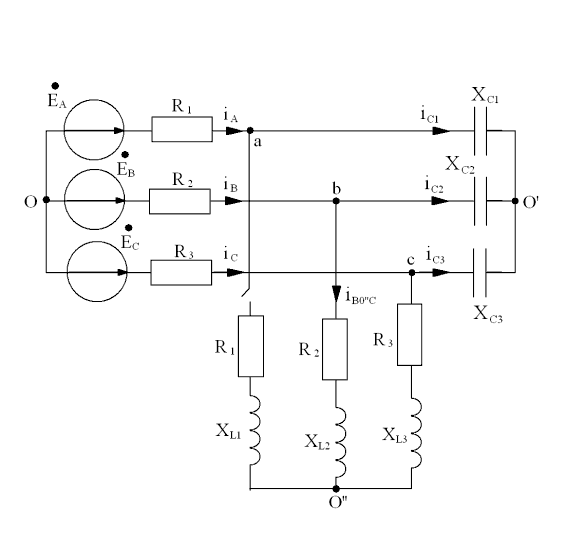 E_A
R_1
i_A
a
i_C1
X_C1
E_B
R_2
i_B
b
i_C2
X_C2
O
O'
E_C
R_3
i_C
c
i_C3
X_C3
i_B0"C
R_1
R_2
R_3
X_L1
X_L2
X_L3
O"